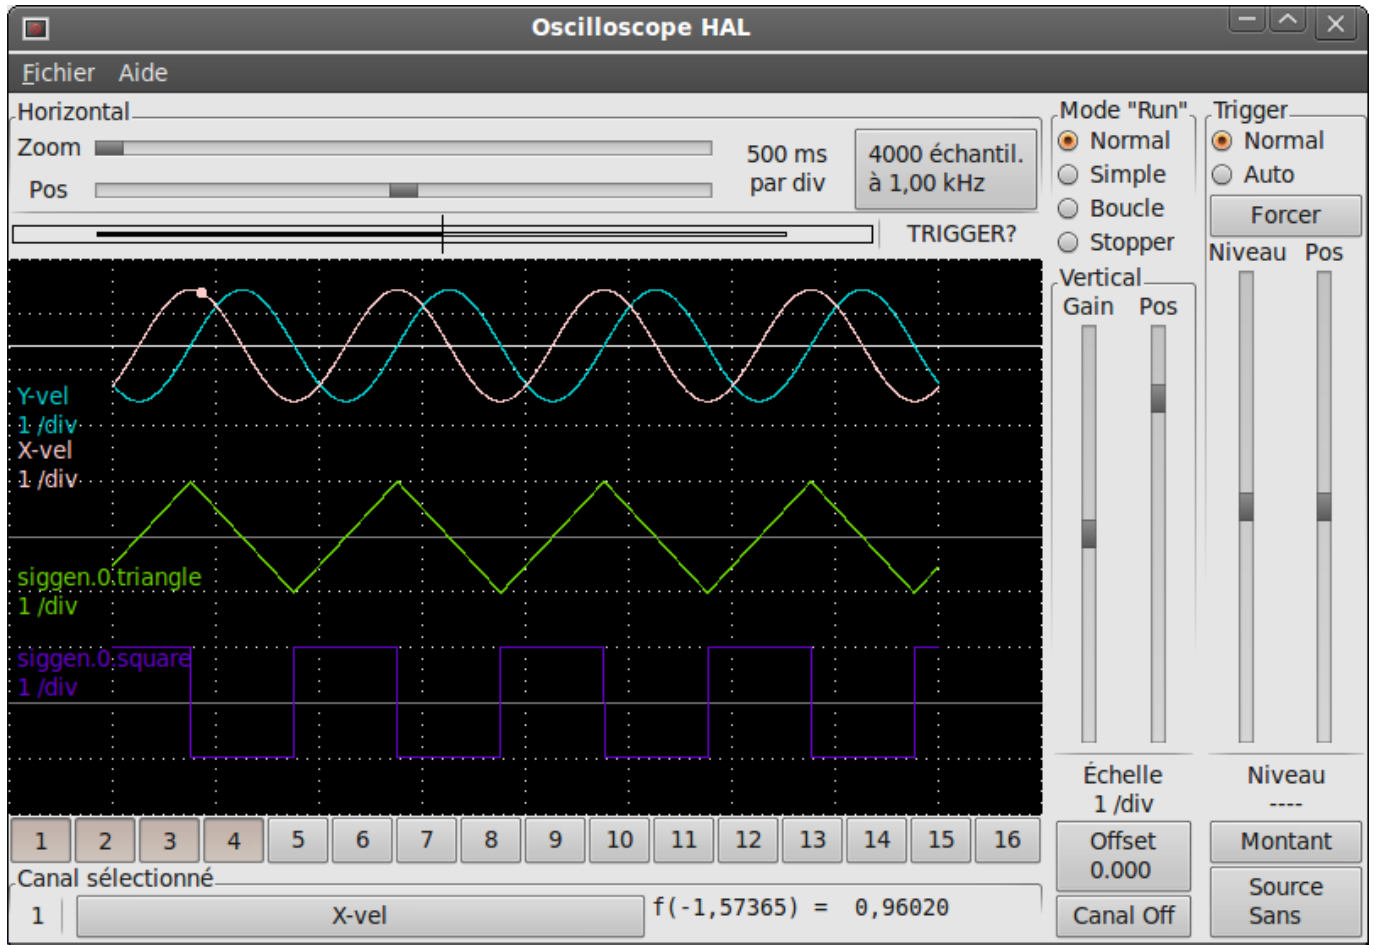 Oscilloscope HAL
Fichier Aide
Horizontal
Zoom
Pos
500 ms
par div
4000 échantil.
à 1,00 kHz
TRIGGER?
Mode "Run"
Normal
Simple
Boucle
Stopper
Trigger
Normal
Auto
Forcer
Niveau Pos
Vertical
Gain Pos
Y-vel
1 /div
X-vel
1 /div
siggen.0.triangle
1 /div
siggen.0.square
1 /div
Échelle
1 /div
Offset
0.000
Canal Off
Niveau
----
Montant
Source
Sans
1 2 3 4 5 6 7 8 9 10 11 12 13 14 15 16
Canal sélectionné
1 X-vel f(-1,57365) = 0,96020